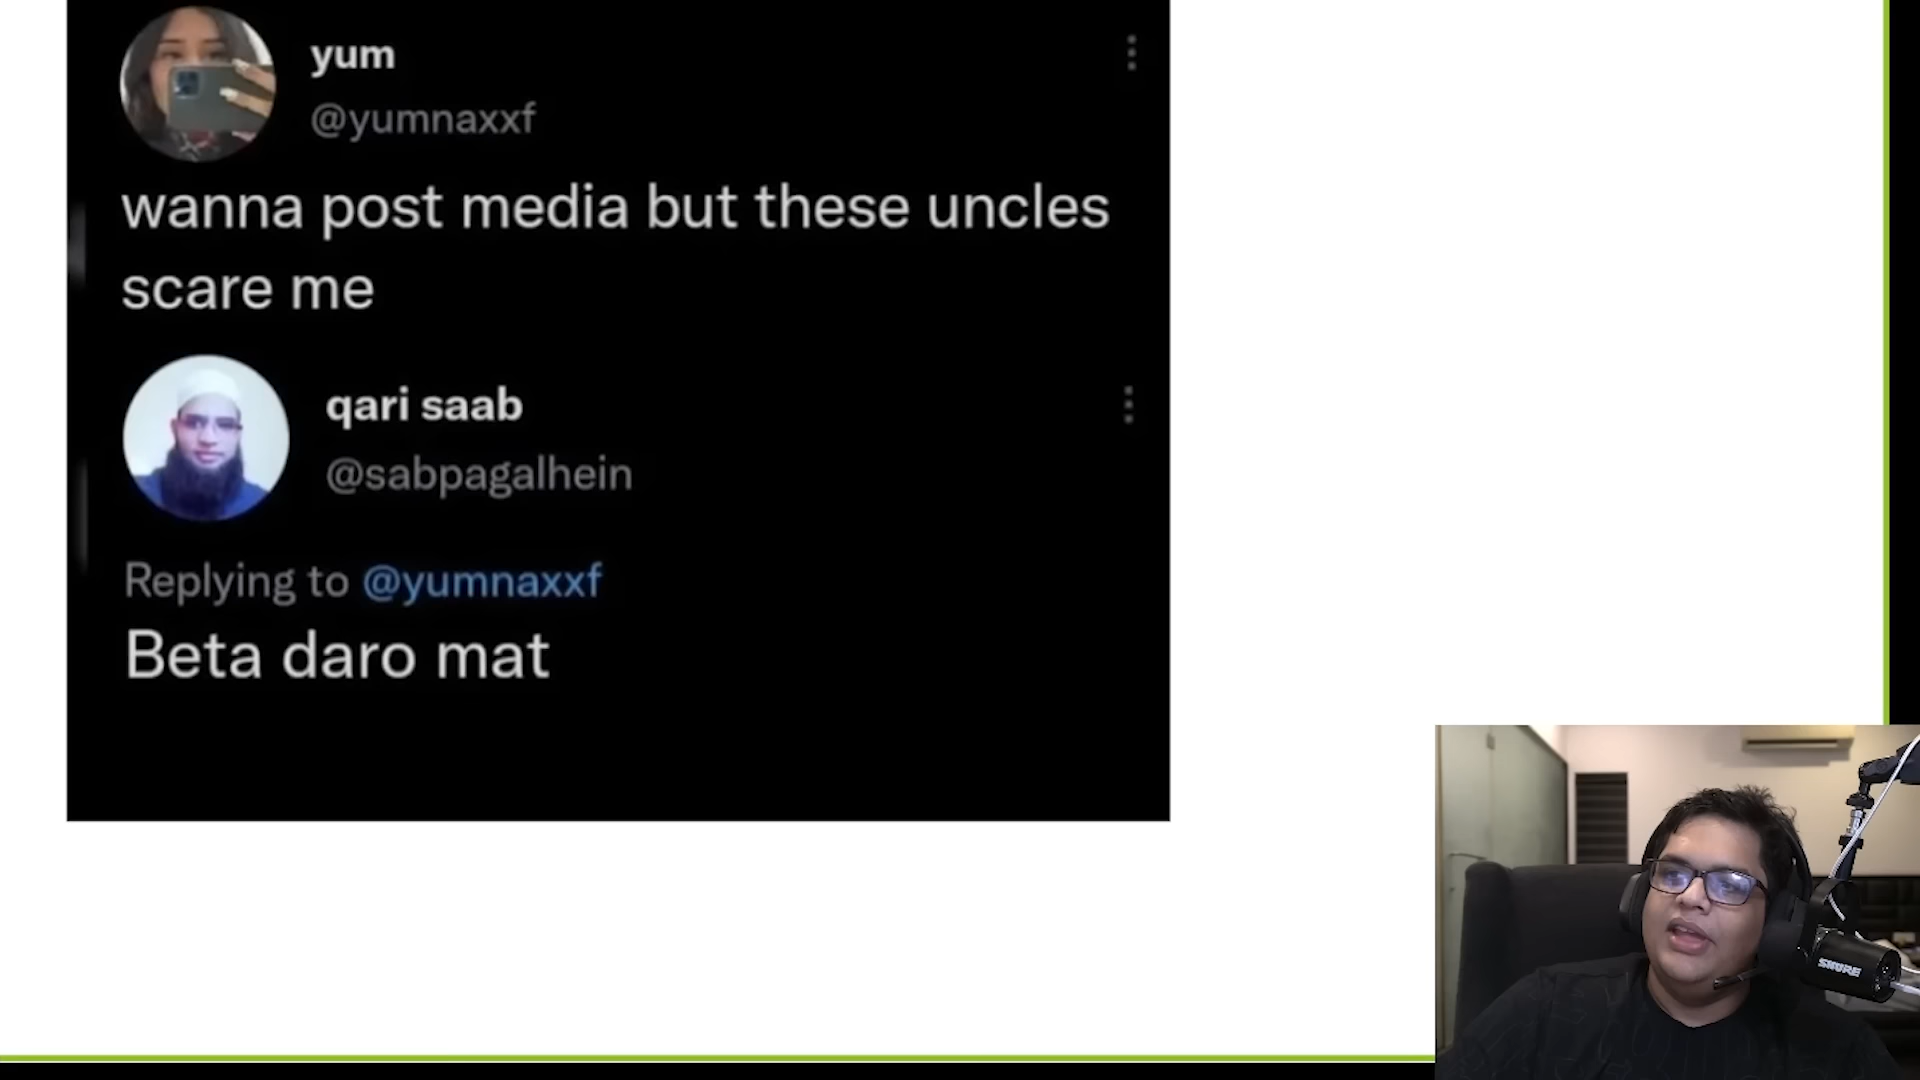 yum
@yumnaxxf
wanna post media but these uncles
scare me
qari saab
@sabpagalhein
Replying to @yumnaxxf
Beta daro mat
SHURE